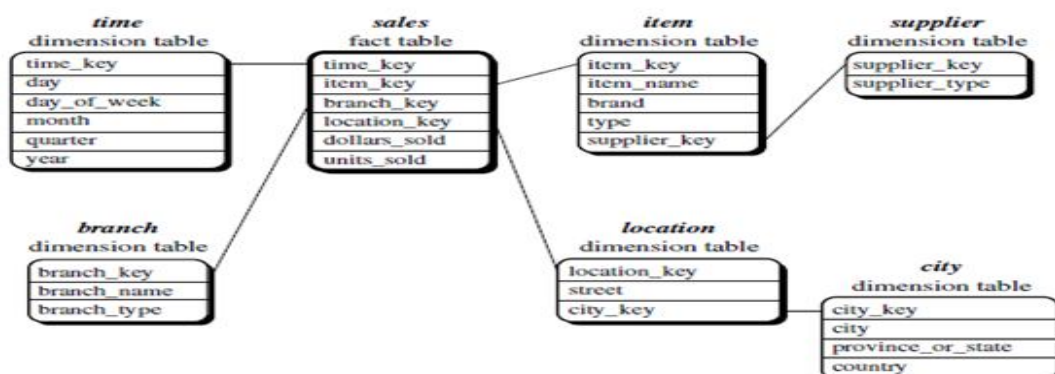 time
dimension table
time_key
day
day_of_week
month
quarter
year
sales
fact table
time_key
item_key
branch_key
location_key
dollars_sold
units_sold
item
dimension table
item_key
item_name
brand
type
supplier_key
supplier
dimension table
supplier_key
supplier_type
branch
dimension table
branch_key
branch_name
branch_type
location
dimension table
location_key
street
city_key
city
dimension table
city_key
city
province_or_state
country